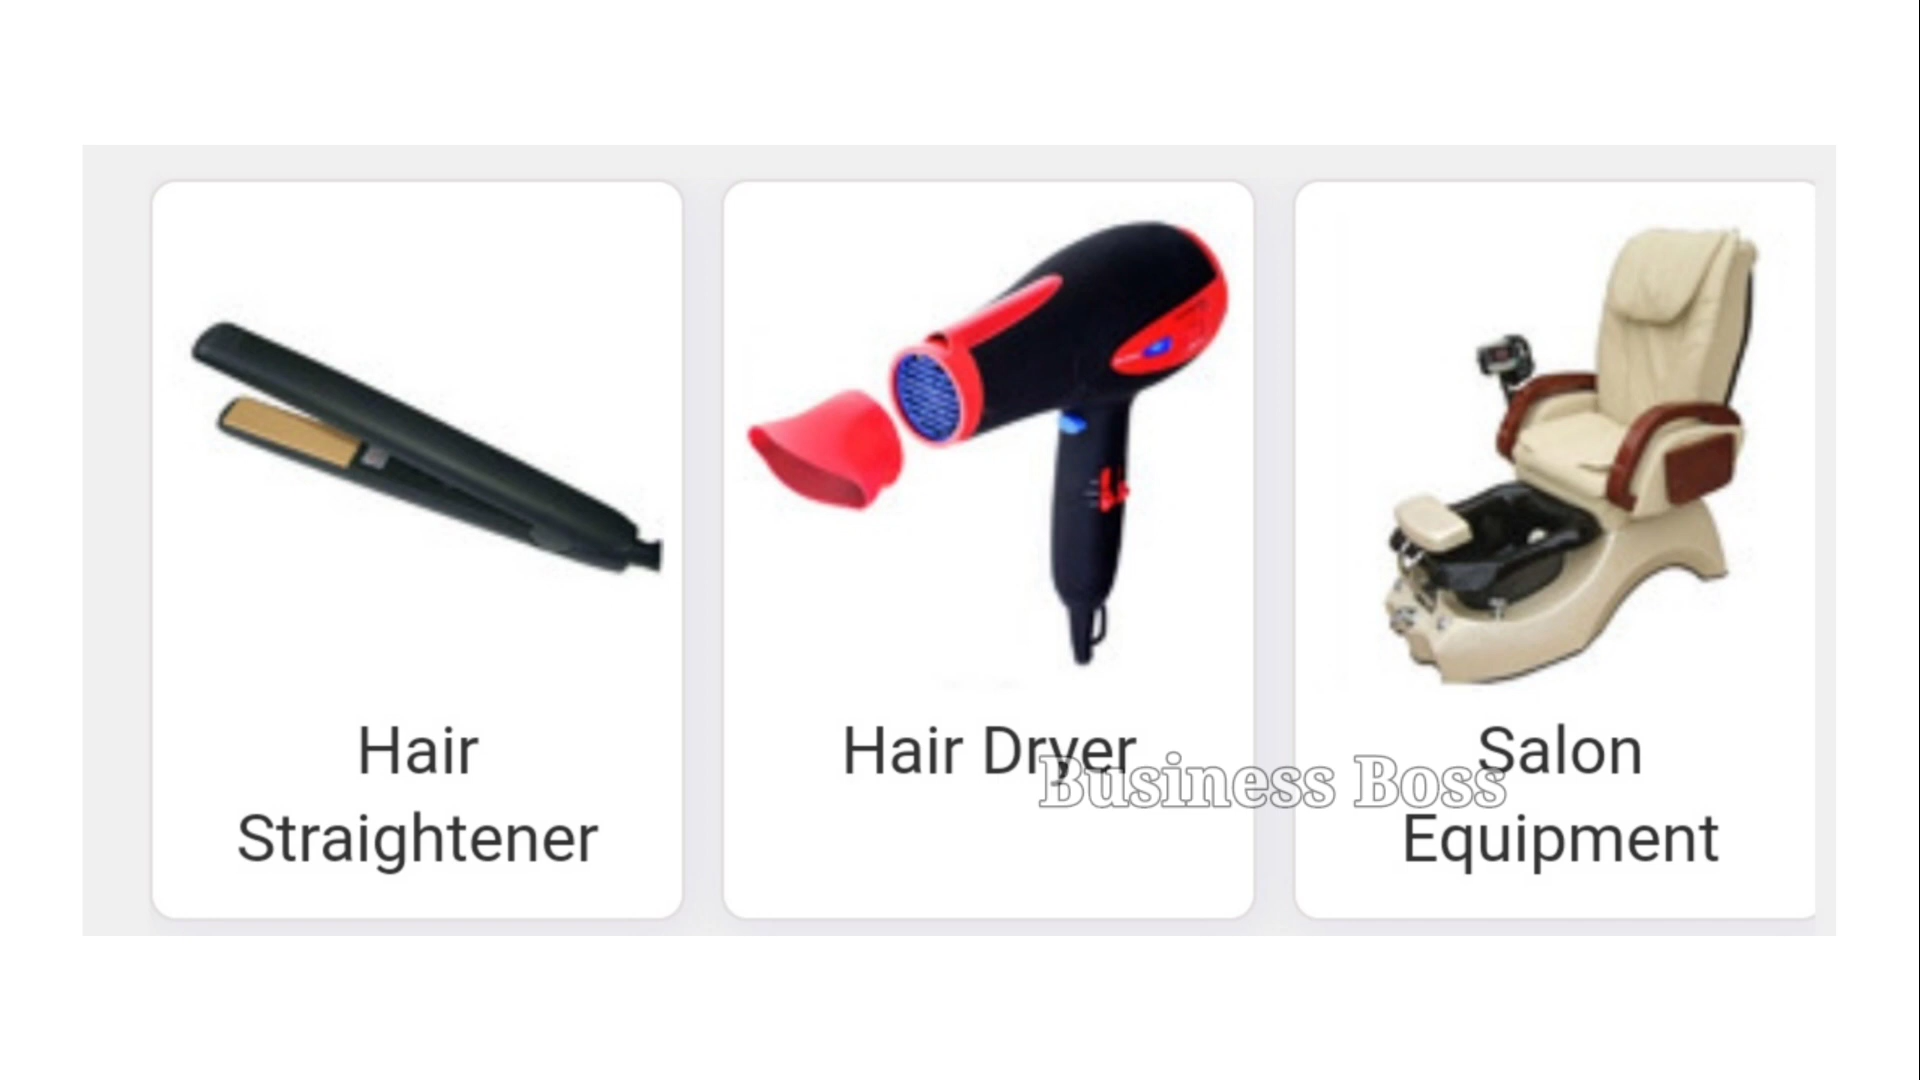 Hair
Straightener
Hair Dryer
Salon
Equipment
Business Boss